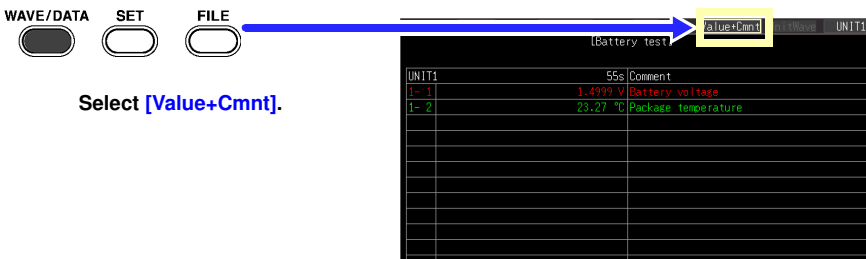 WAVE/DATA SET FILE
Value+Cmnt UnitWave UNIT1
[Battery test]
Select [Value+Cmnt].
UNIT1 55s Comment
1- 1 1.4999 V Battery voltage
1- 2 23.27 °C Package temperature